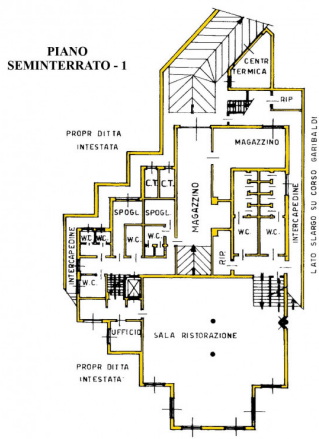 PIANO
SEMINTERRATO - 1
CENTR
TERMICA
RIP
PROPR DITTA
INTESTATA
MAGAZZINO
C.T.
C.T.
MAGAZZINO
SPOGL
SPOGL.
INTERCAPEDINE
LATO SLARGO SU CORSO GARIBALDI
W.C.
W.C.
W.C.
W.C.
W.C.
W.C.
RIP.
INTERCAPEDINE
W.C.
UFFICIO
SALA RISTORAZIONE
PROPR DITTA
INTESTATA